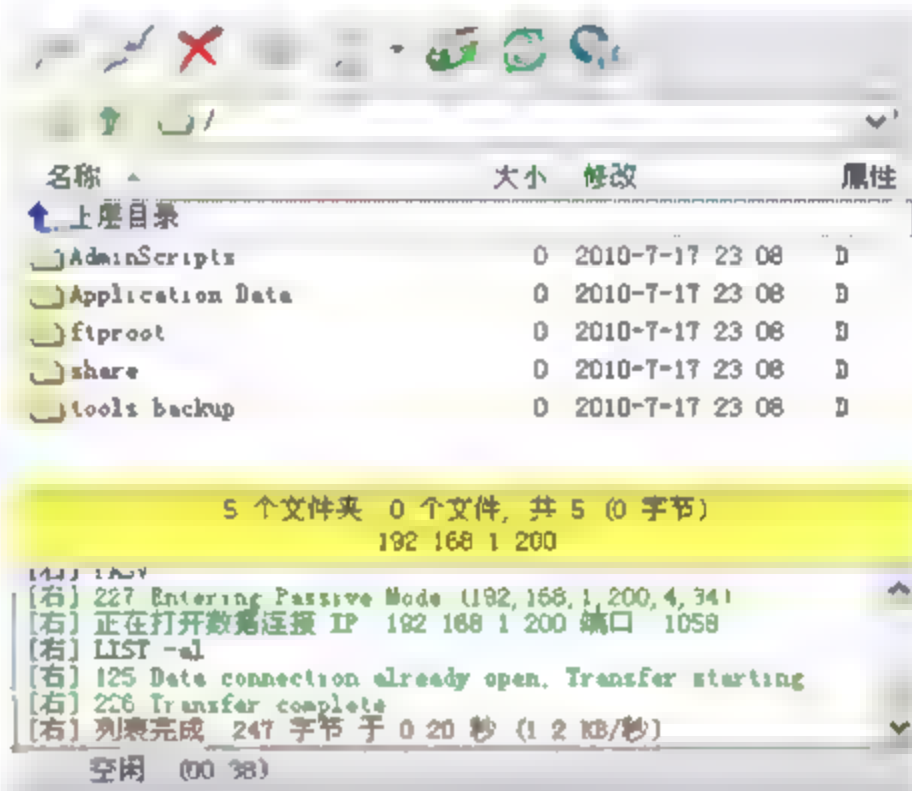 /
名称 大小 修改 属性
上层目录
AdminScripts 0 2010-7-17 23 08 D
Application Data 0 2010-7-17 23 08 D
ftproot 0 2010-7-17 23 08 D
share 0 2010-7-17 23 08 D
tools backup 0 2010-7-17 23 08 D
5 个文件夹 0 个文件, 共 5 (0 字节)
192 168 1 200
[右] PASV
[右] 227 Entering Passive Mode (192,168,1,200,4,34)
[右] 正在打开数据连接 IP 192 168 1 200 端口 1058
[右] LIST -al
[右] 125 Data connection already open, Transfer starting
[右] 226 Transfer complete
[右] 列表完成 247 字节 于 0 20 秒 (1 2 KB/秒)
空闲 (00 38)